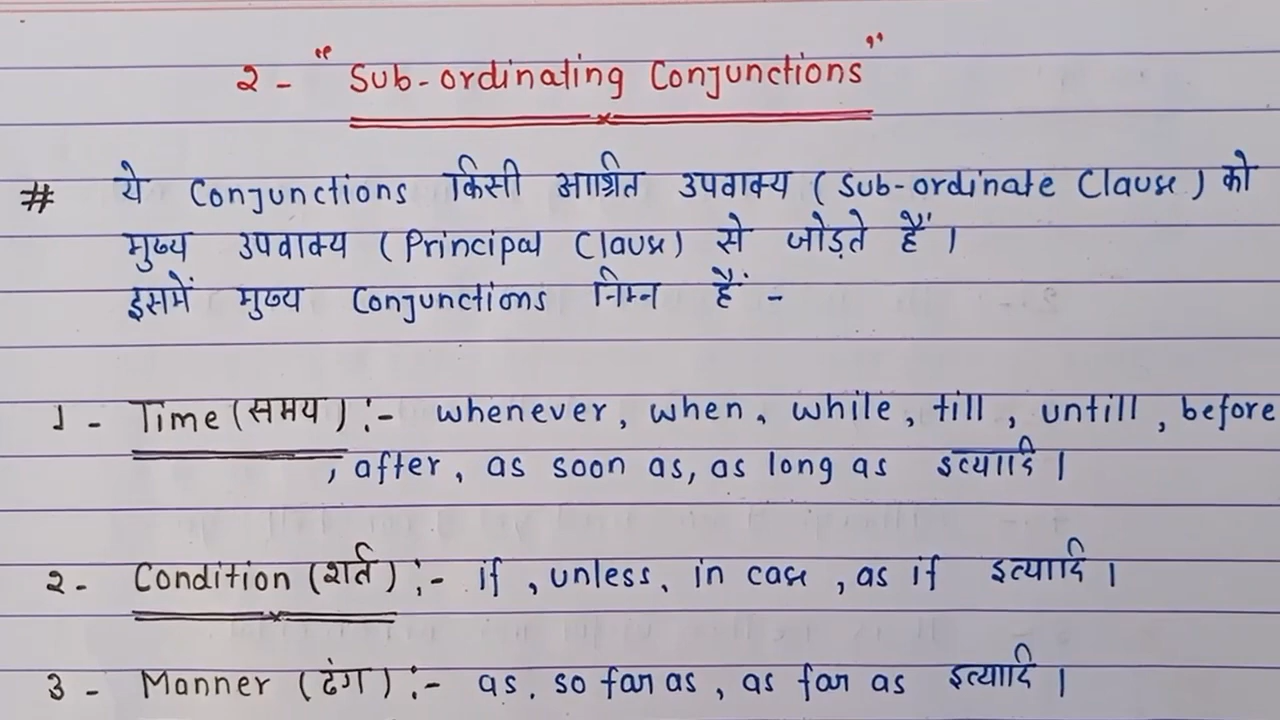 2 - "Sub-ordinating Conjunctions"
# ये Conjunctions किसी आश्रित उपवाक्य ( Sub-ordinate Clause ) को
मुख्य उपवाक्य ( Principal Clause ) से जोड़ते हैं ।
इसमें मुख्य Conjunctions निम्न हैं -
1 - Time ( समय ) :- whenever, when, while, till, untill, before
, after, as soon as, as long as इत्यादि ।
2 - Condition ( शर्त ) :- if, unless, in case, as if इत्यादि ।
3 - Manner ( ढंग ) :- as, so far as, as far as इत्यादि ।